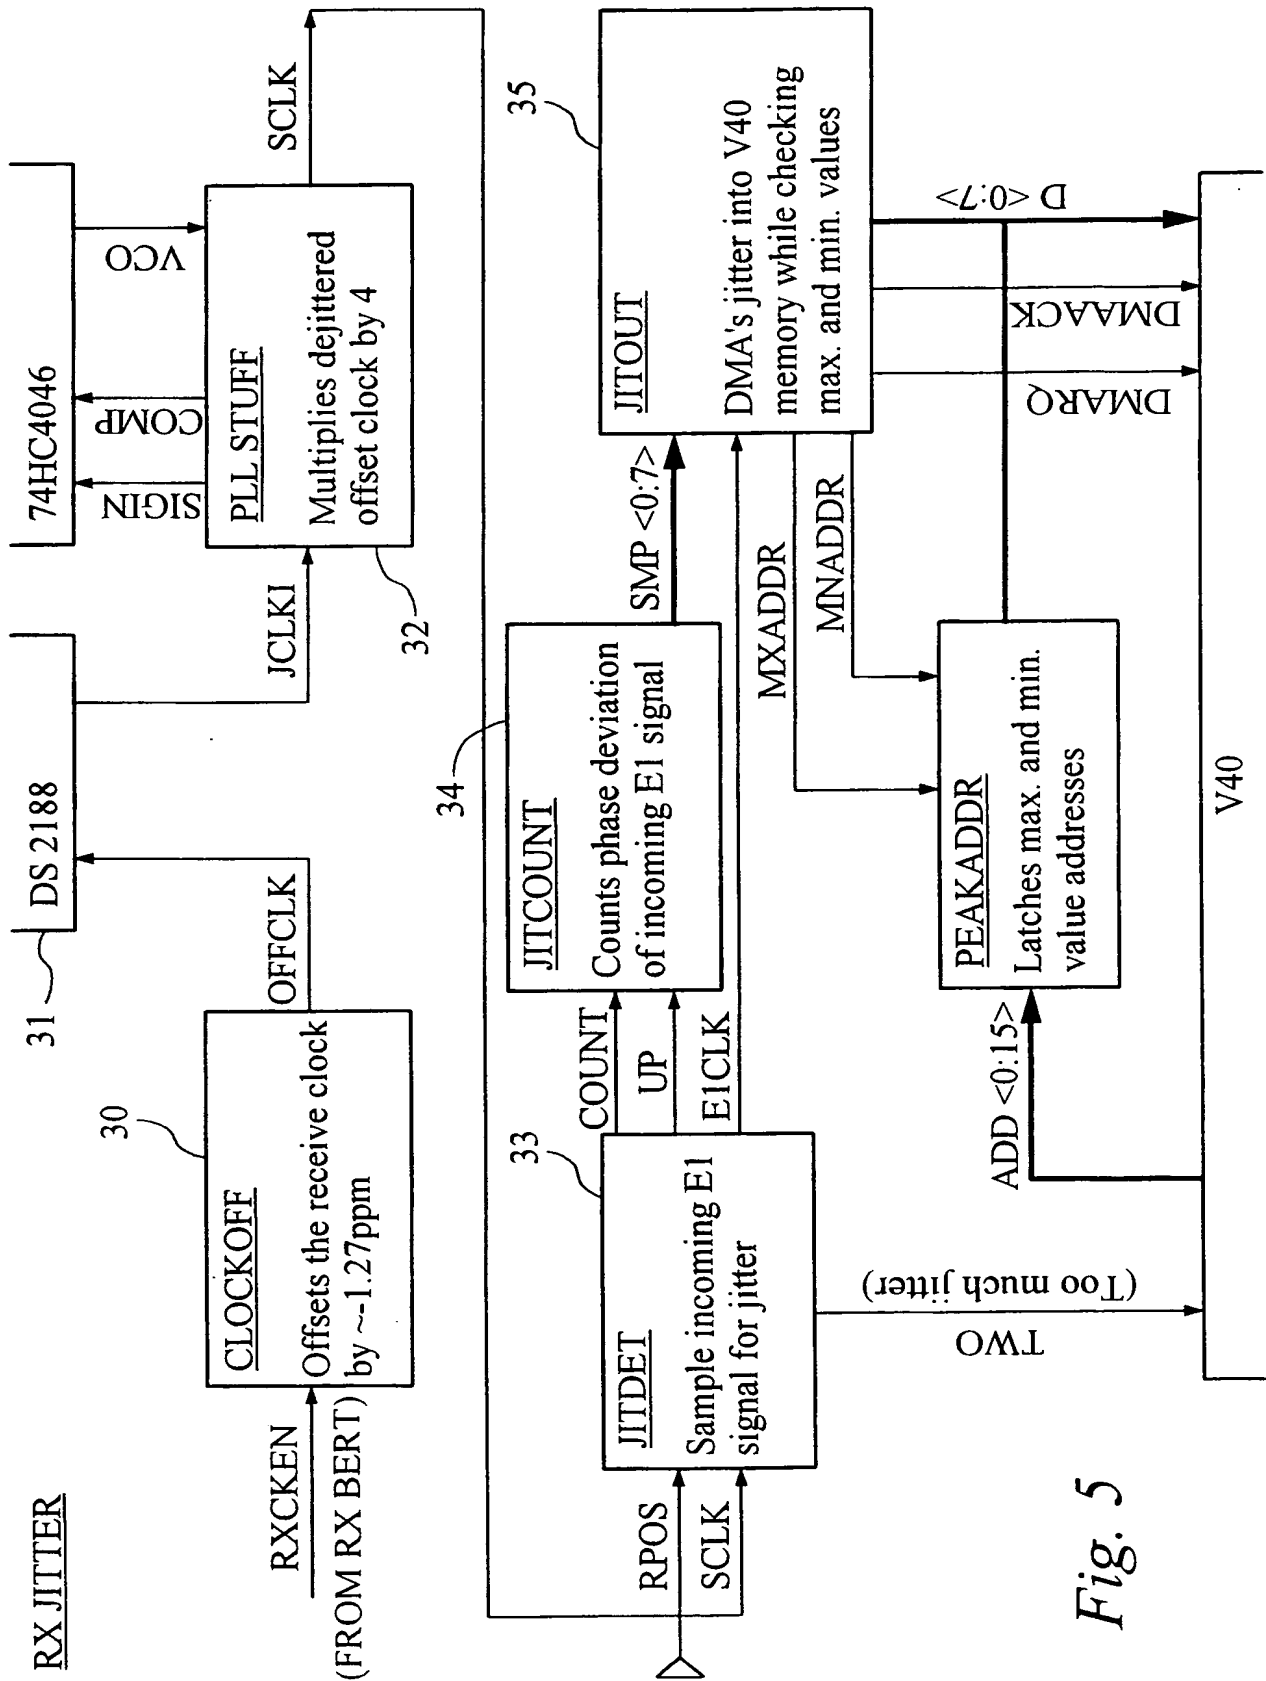 RX JITTER
31
DS 2188
74HC4046
SIGIN
COMP
VCO
30
OFFCLK
JCLKI
32
SCLK
RXCKEN
(FROM RX BERT)
CLOCKOFF
Offsets the receive clock
by ~-1.27ppm
PLL STUFF
Multiplies dejittered
offset clock by 4
33
34
35
RPOS
SCLK
JITDET
Sample incoming E1
signal for jitter
COUNT
UP
E1CLK
JITCOUNT
Counts phase deviation
of incoming E1 signal
SMP <0:7>
JITOUT
DMA's jitter into V40
memory while checking
max. and min. values
MXADDR
MNADDR
TWO
(Too much jitter)
ADD <0:15>
PEAKADDR
Latches max. and min.
value addresses
DMARQ
DMAACK
D <0:7>
V40
Fig. 5